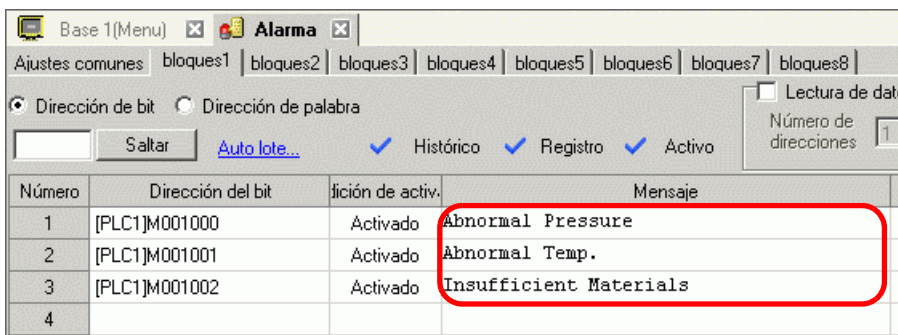 Base 1(Menu) Alarma
Ajustes comunes bloques1 bloques2 bloques3 bloques4 bloques5 bloques6 bloques7 bloques8
Dirección de bit Dirección de palabra Lectura de dat
Número de direcciones 1
Saltar Auto lote... Histórico Registro Activo
Número Dirección del bit dición de activ Mensaje
1 [PLC1]M001000 Activado Abnormal Pressure
2 [PLC1]M001001 Activado Abnormal Temp.
3 [PLC1]M001002 Activado Insufficient Materials
4